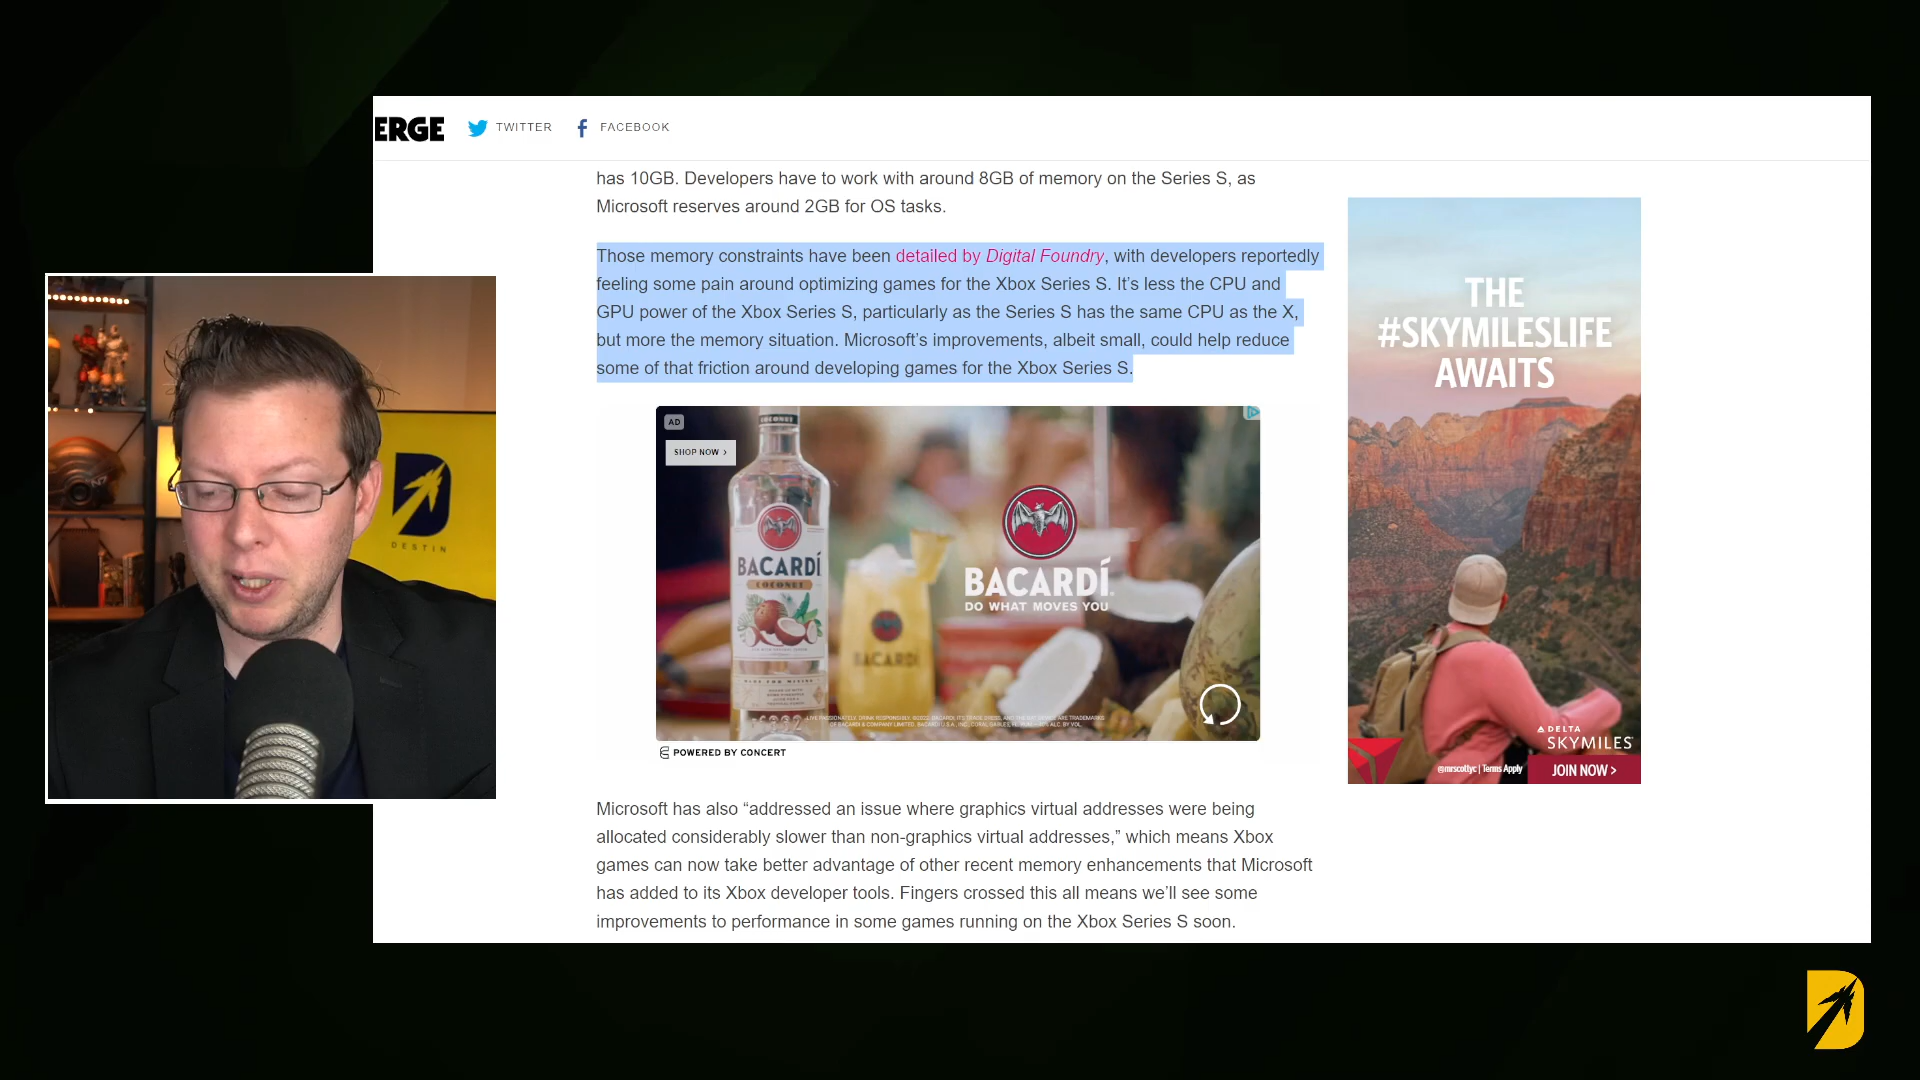 ERGE
TWITTER
FACEBOOK
has 10GB. Developers have to work with around 8GB of memory on the Series S, as
Microsoft reserves around 2GB for OS tasks.
Those memory constraints have been detailed by Digital Foundry, with developers reportedly
feeling some pain around optimizing games for the Xbox Series S. It’s less the CPU and
GPU power of the Xbox Series S, particularly as the Series S has the same CPU as the X,
but more the memory situation. Microsoft’s improvements, albeit small, could help reduce
some of that friction around developing games for the Xbox Series S.
AD
SHOP NOW >
BACARDÍ
COCONUT
BACARDÍ
BACARDÍ
DO WHAT MOVES YOU
POWERED BY CONCERT
THE
#SKYMILESLIFE
AWAITS
DELTA
SKYMILES
@mrscottyc | Terms Apply
JOIN NOW >
Microsoft has also “addressed an issue where graphics virtual addresses were being
allocated considerably slower than non-graphics virtual addresses,” which means Xbox
games can now take better advantage of other recent memory enhancements that Microsoft
has added to its Xbox developer tools. Fingers crossed this all means we’ll see some
improvements to performance in some games running on the Xbox Series S soon.
DESTIN